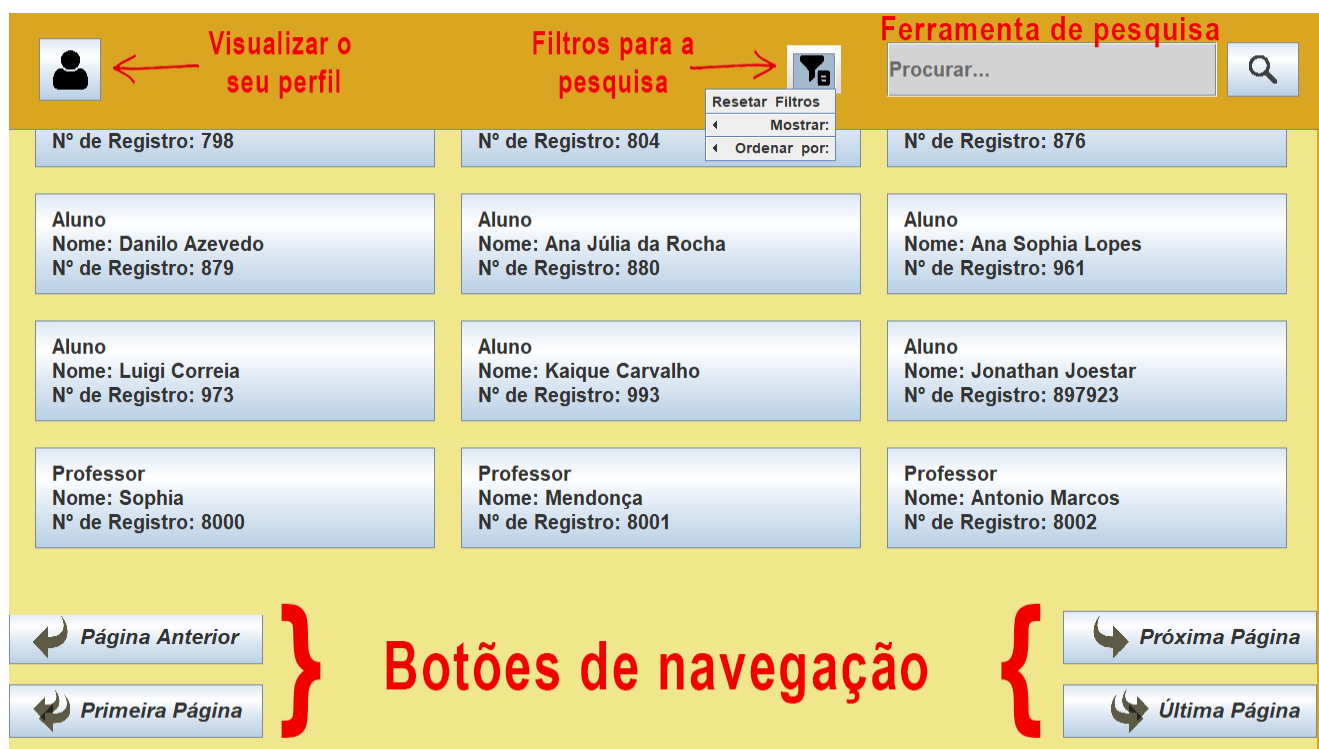 Visualizar o
seu perfil
Filtros para a
pesquisa
Ferramenta de pesquisa
Procurar...
Resetar Filtros
Mostrar:
Ordenar por:
Nº de Registro: 798
Nº de Registro: 804
Nº de Registro: 876
Aluno
Nome: Danilo Azevedo
Nº de Registro: 879
Aluno
Nome: Ana Júlia da Rocha
Nº de Registro: 880
Aluno
Nome: Ana Sophia Lopes
Nº de Registro: 961
Aluno
Nome: Luigi Correia
Nº de Registro: 973
Aluno
Nome: Kaique Carvalho
Nº de Registro: 993
Aluno
Nome: Jonathan Joestar
Nº de Registro: 897923
Professor
Nome: Sophia
Nº de Registro: 8000
Professor
Nome: Mendonça
Nº de Registro: 8001
Professor
Nome: Antonio Marcos
Nº de Registro: 8002
Página Anterior
Primeira Página
Botões de navegação
Próxima Página
Última Página